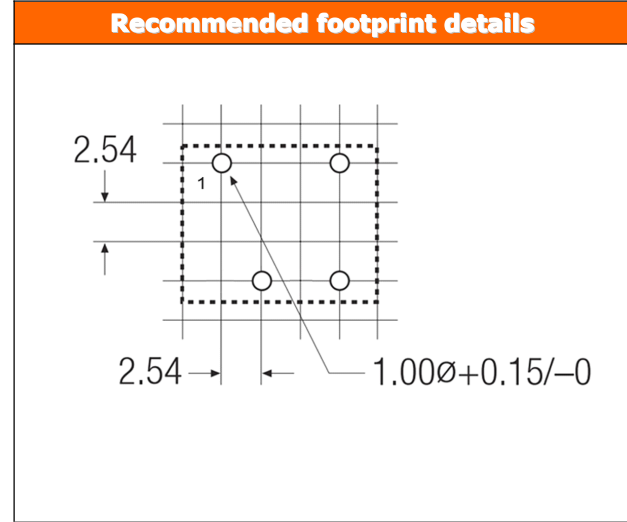 Recommended footprint details
2.54
1
2.54
1.00ø+0.15/–0